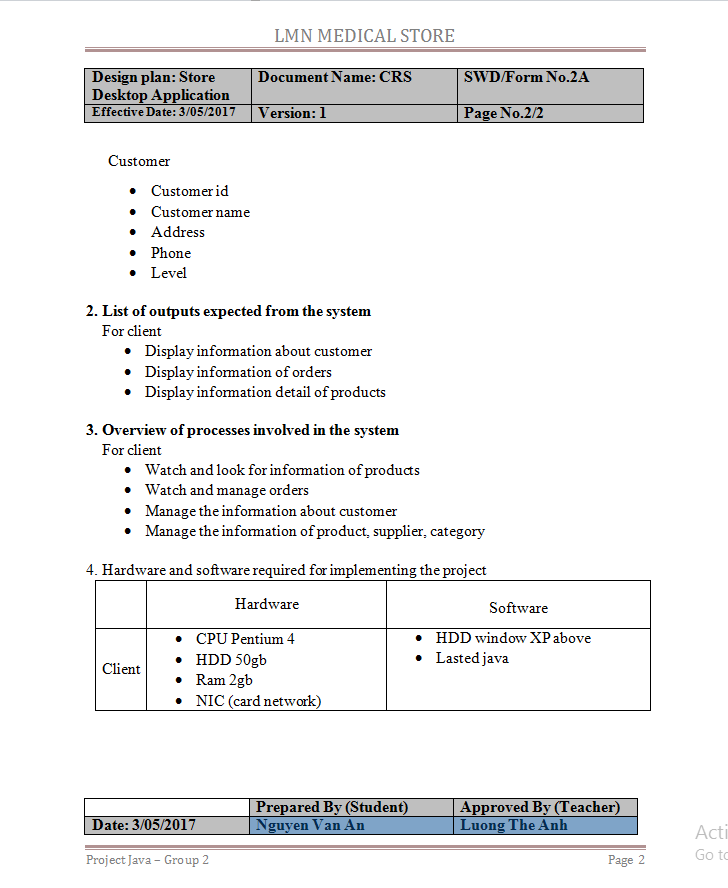 LMN MEDICAL STORE
Design plan: Store Desktop Application
Document Name: CRS
SWD/Form No.2A
Effective Date: 3/05/2017
Version: 1
Page No.2/2
Customer
• Customer id
• Customer name
• Address
• Phone
• Level
2. List of outputs expected from the system
For client
• Display information about customer
• Display information of orders
• Display information detail of products
3. Overview of processes involved in the system
For client
• Watch and look for information of products
• Watch and manage orders
• Manage the information about customer
• Manage the information of product, supplier, category
4. Hardware and software required for implementing the project
Hardware
Software
Client
• CPU Pentium 4
• HDD 50gb
• Ram 2gb
• NIC (card network)
• HDD window XP above
• Lasted java
Prepared By (Student)
Approved By (Teacher)
Date: 3/05/2017
Nguyen Van An
Luong The Anh
Project Java – Group 2
Page 2
Acti
Go to